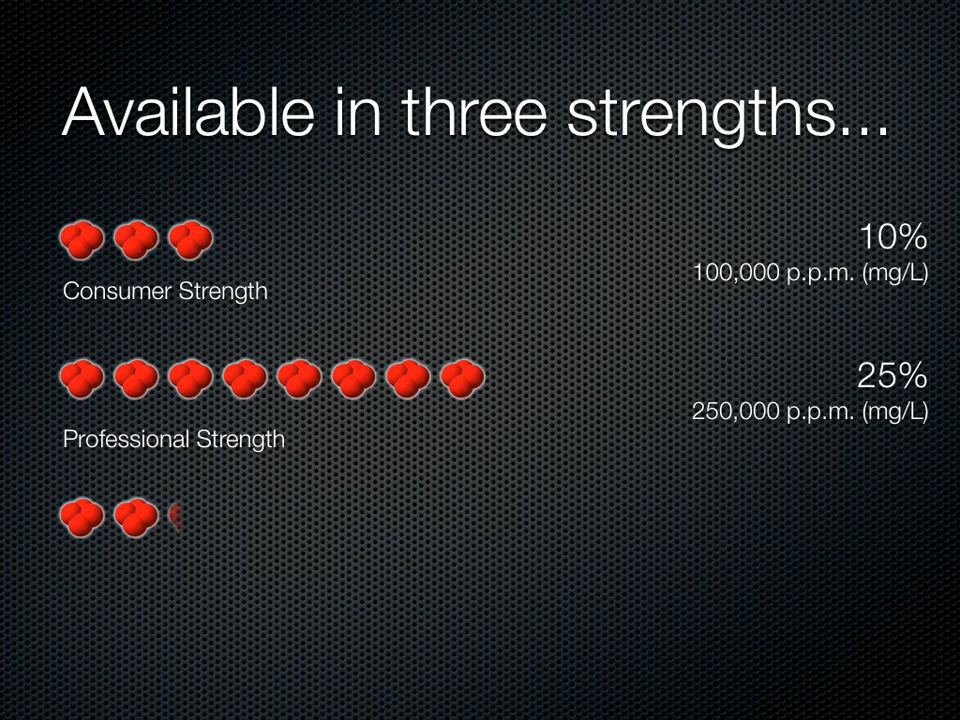 Available in three strengths...
10%
100,000 p.p.m. (mg/L)
Consumer Strength
25%
250,000 p.p.m. (mg/L)
Professional Strength